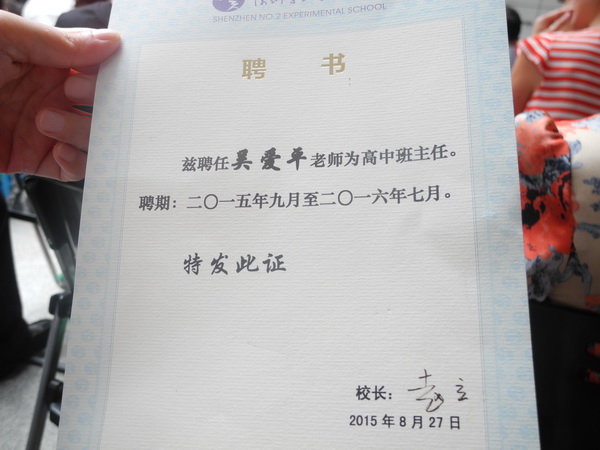 SHENZHEN NO.2 EXPERIMENTAL SCHOOL
聘 书
兹聘任吴爱平老师为高中班主任。
聘期：二〇一五年九月至二〇一六年七月。
特发此证
校长：
2015年8月27日